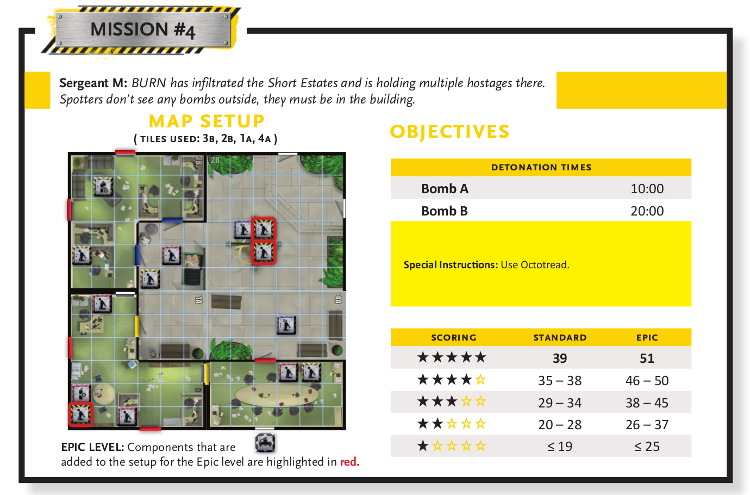 MISSION #4
Sergeant M: BURN has infiltrated the Short Estates and is holding multiple hostages there.
Spotters don't see any bombs outside, they must be in the building.
MAP SETUP
( TILES USED: 3B, 2B, 1A, 4A )
2B
EPIC LEVEL: Components that are
added to the setup for the Epic level are highlighted in red.
OBJECTIVES
DETONATION TIMES
Bomb A 10:00
Bomb B 20:00
Special Instructions: Use Octotread.
SCORING STANDARD EPIC
★★★★★ 39 51
★★★★☆ 35 – 38 46 – 50
★★★☆☆ 29 – 34 38 – 45
★★☆☆☆ 20 – 28 26 – 37
★☆☆☆☆ ≤ 19 ≤ 25